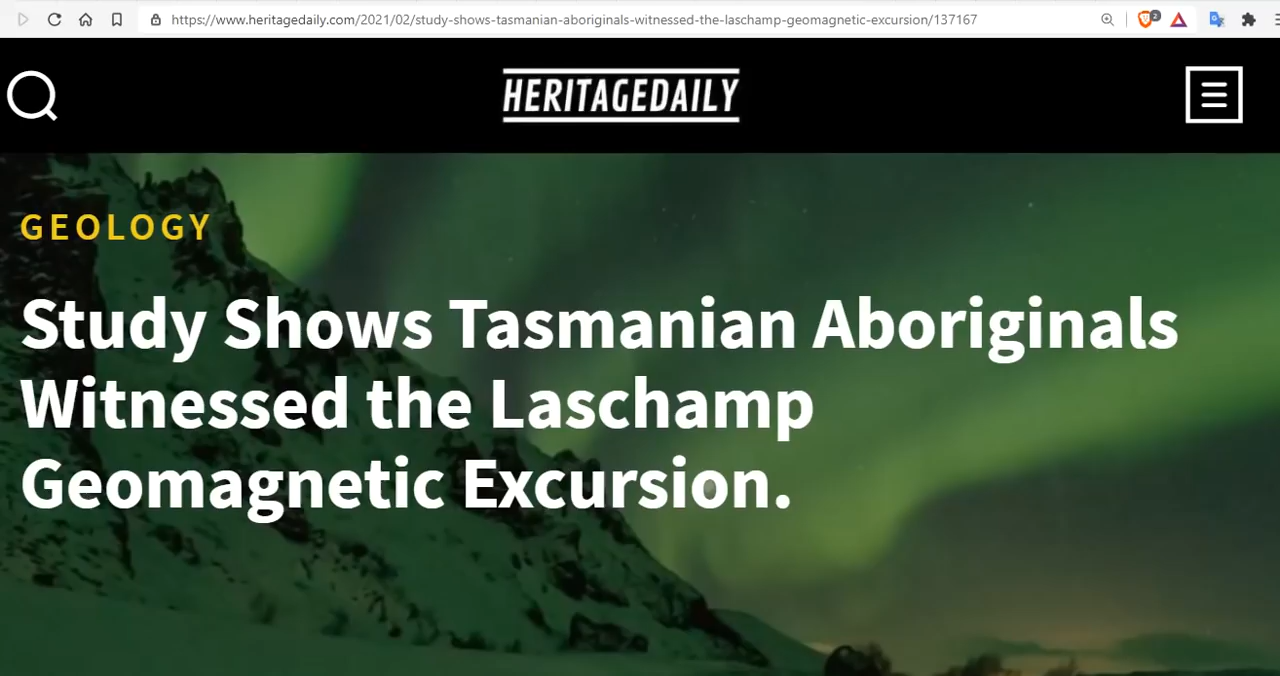 https://www.heritagedaily.com/2021/02/study-shows-tasmanian-aboriginals-witnessed-the-laschamp-geomagnetic-excursion/137167
2
HERITAGEDAILY
GEOLOGY
Study Shows Tasmanian Aboriginals
Witnessed the Laschamp
Geomagnetic Excursion.